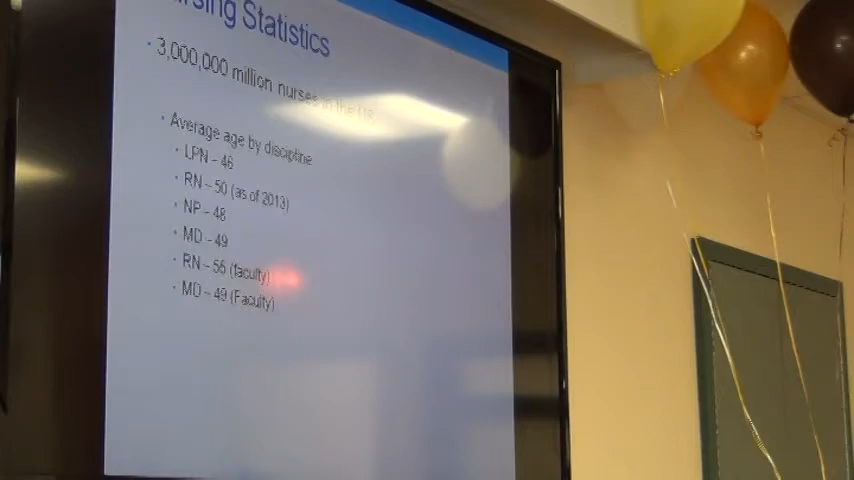 Nursing Statistics
• 3,000,000 million nurses in the US
• Average age by discipline
• LPN – 46
• RN – 50 (as of 2013)
• NP – 48
• MD – 49
• RN – 55 (faculty)
• MD – 49 (Faculty)